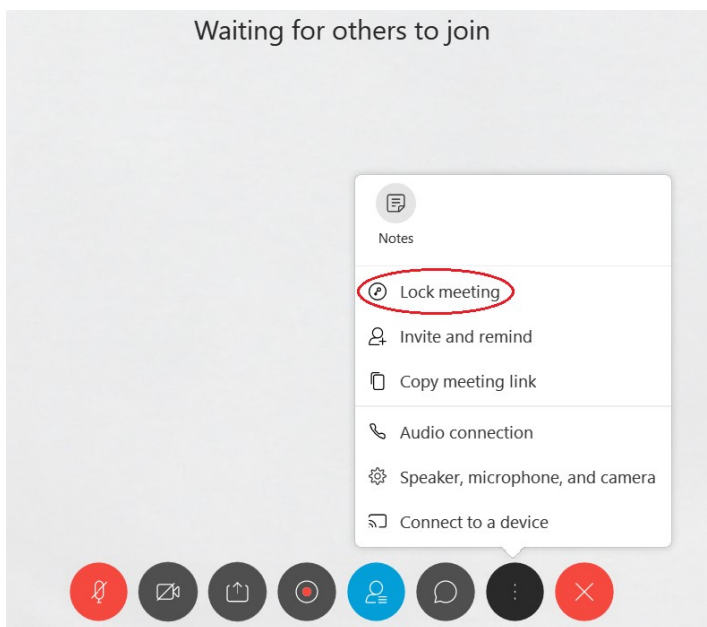 Waiting for others to join
Notes
Lock meeting
Invite and remind
Copy meeting link
Audio connection
Speaker, microphone, and camera
Connect to a device